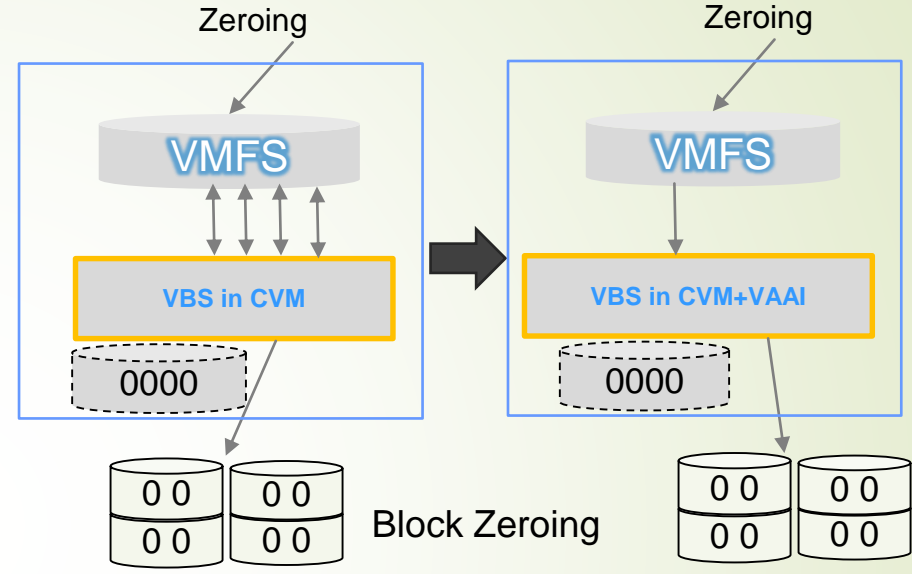 Zeroing
VMFS
VBS in CVM
0000
0 0
0 0
0 0
0 0
Block Zeroing
Zeroing
VMFS
VBS in CVM+VAAI
0000
0 0
0 0
0 0
0 0